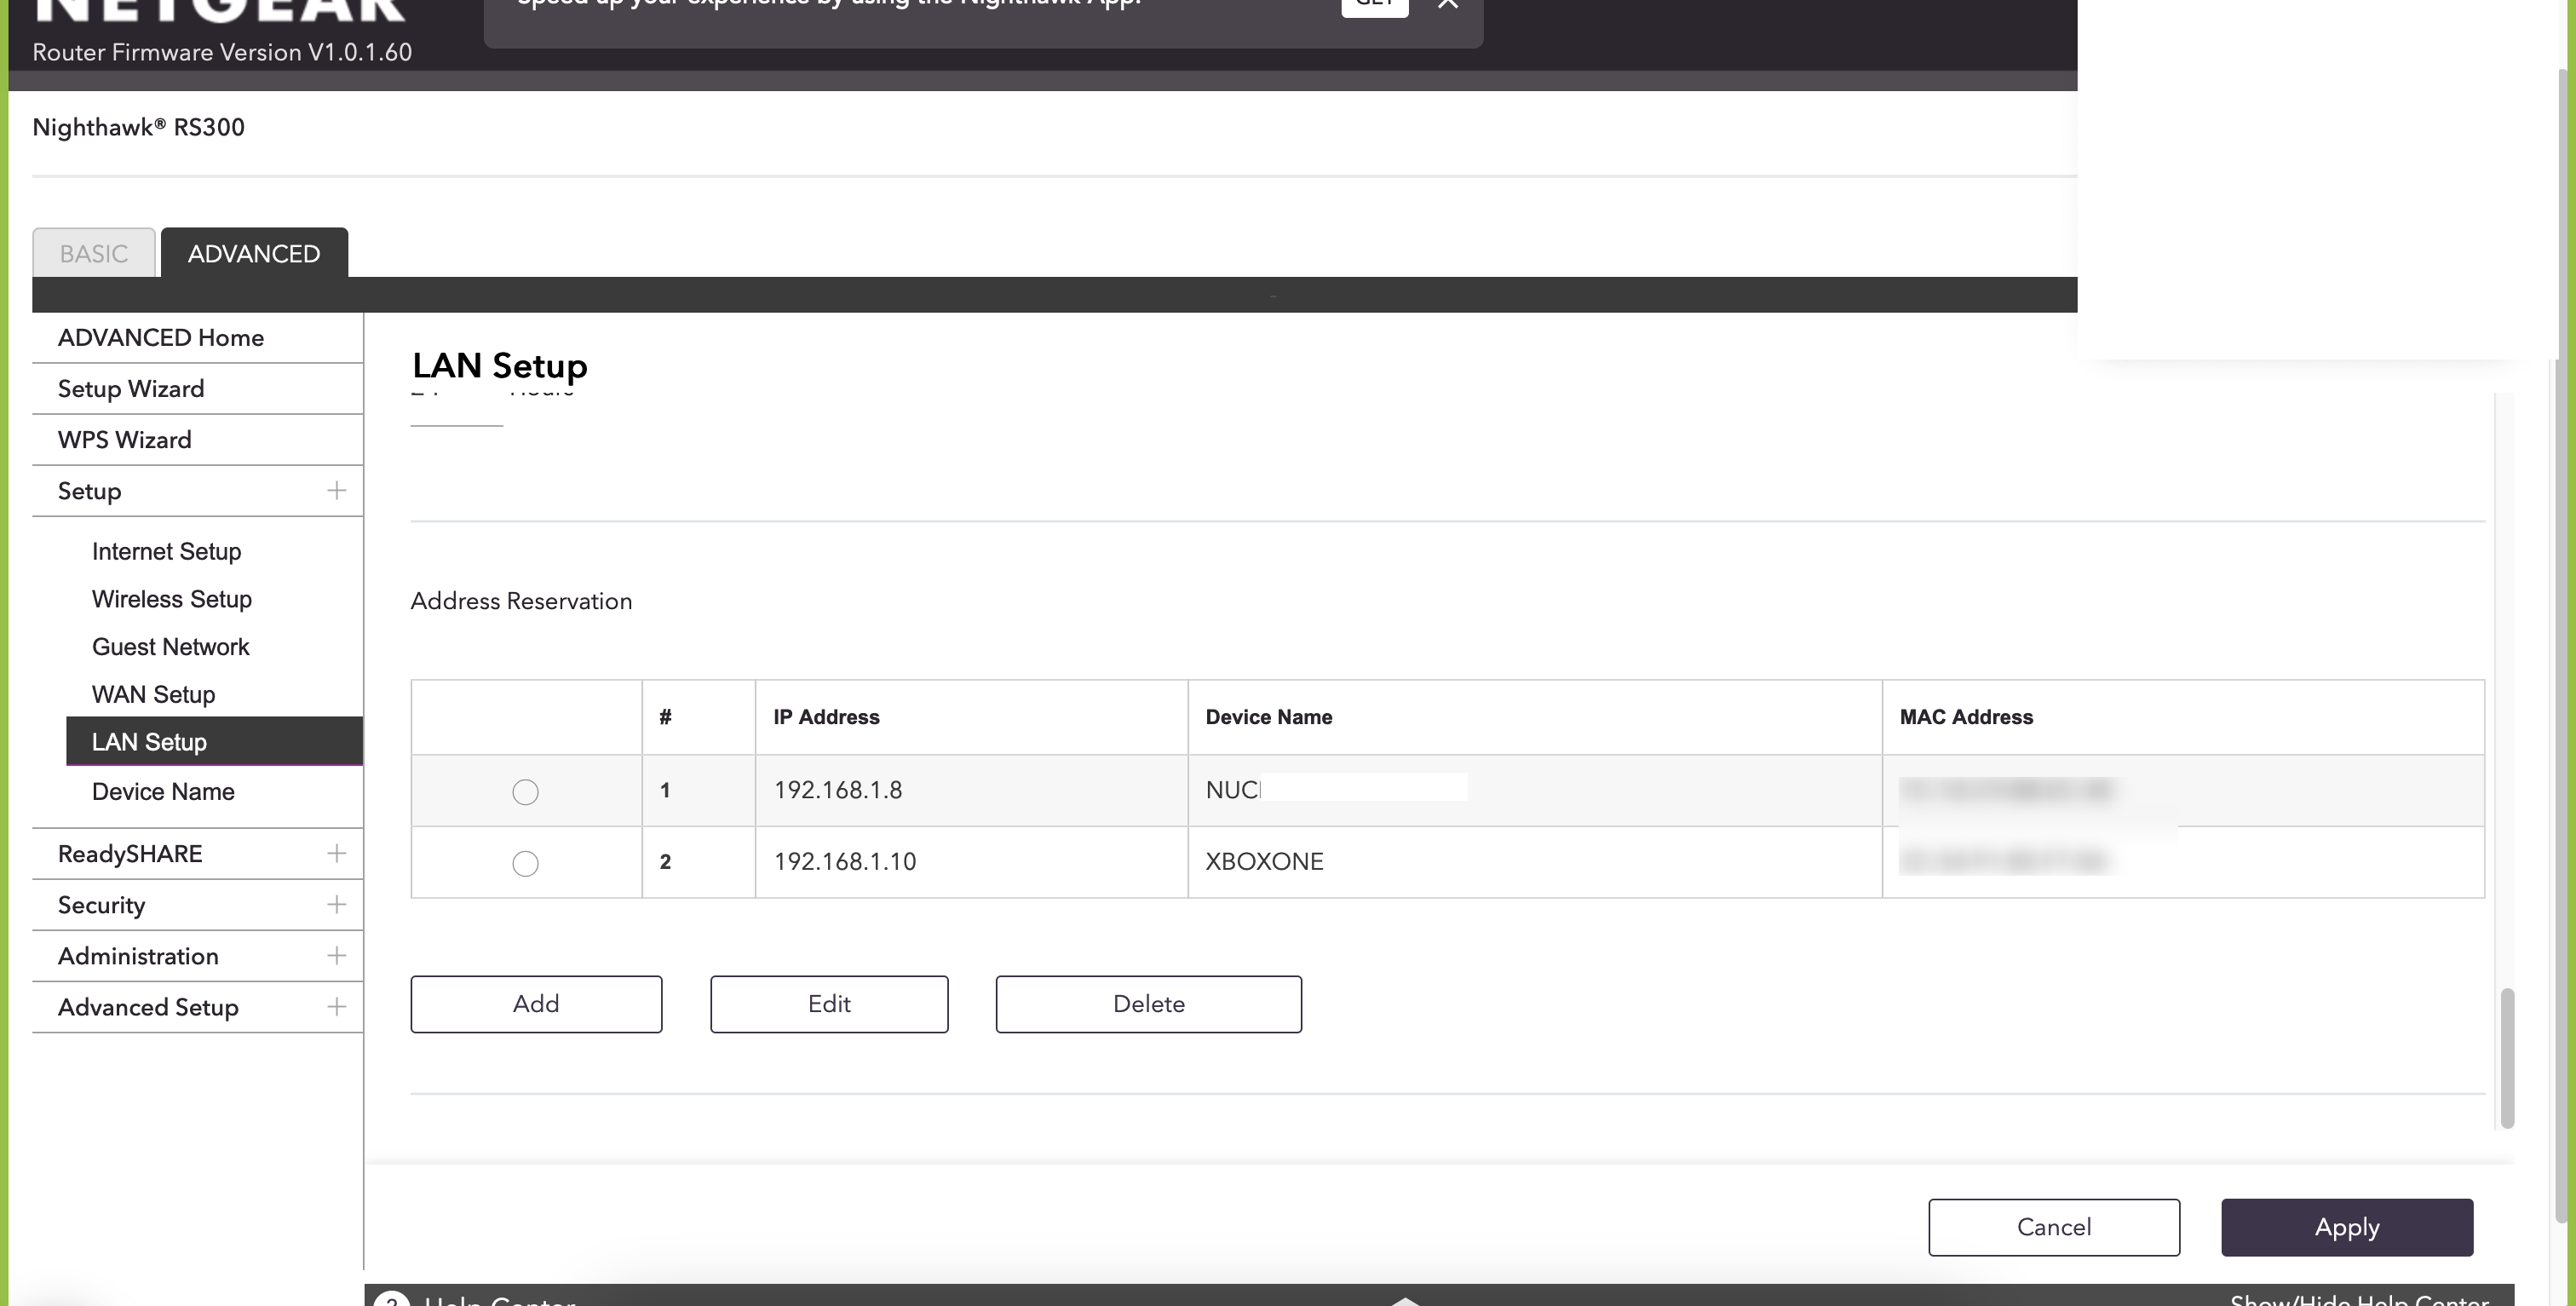 NETGEAR
Speed up your experience by using the Nighthawk App.
GET
Router Firmware Version V1.0.1.60
Nighthawk® RS300
BASIC
ADVANCED
ADVANCED Home
Setup Wizard
WPS Wizard
Setup
Internet Setup
Wireless Setup
Guest Network
WAN Setup
LAN Setup
Device Name
ReadySHARE
Security
Administration
Advanced Setup
LAN Setup
24 Hours
Address Reservation
# IP Address Device Name MAC Address
1 192.168.1.8 NUC
2 192.168.1.10 XBOXONE
Add Edit Delete
Cancel Apply
? Help Center
Show/Hide Help Center